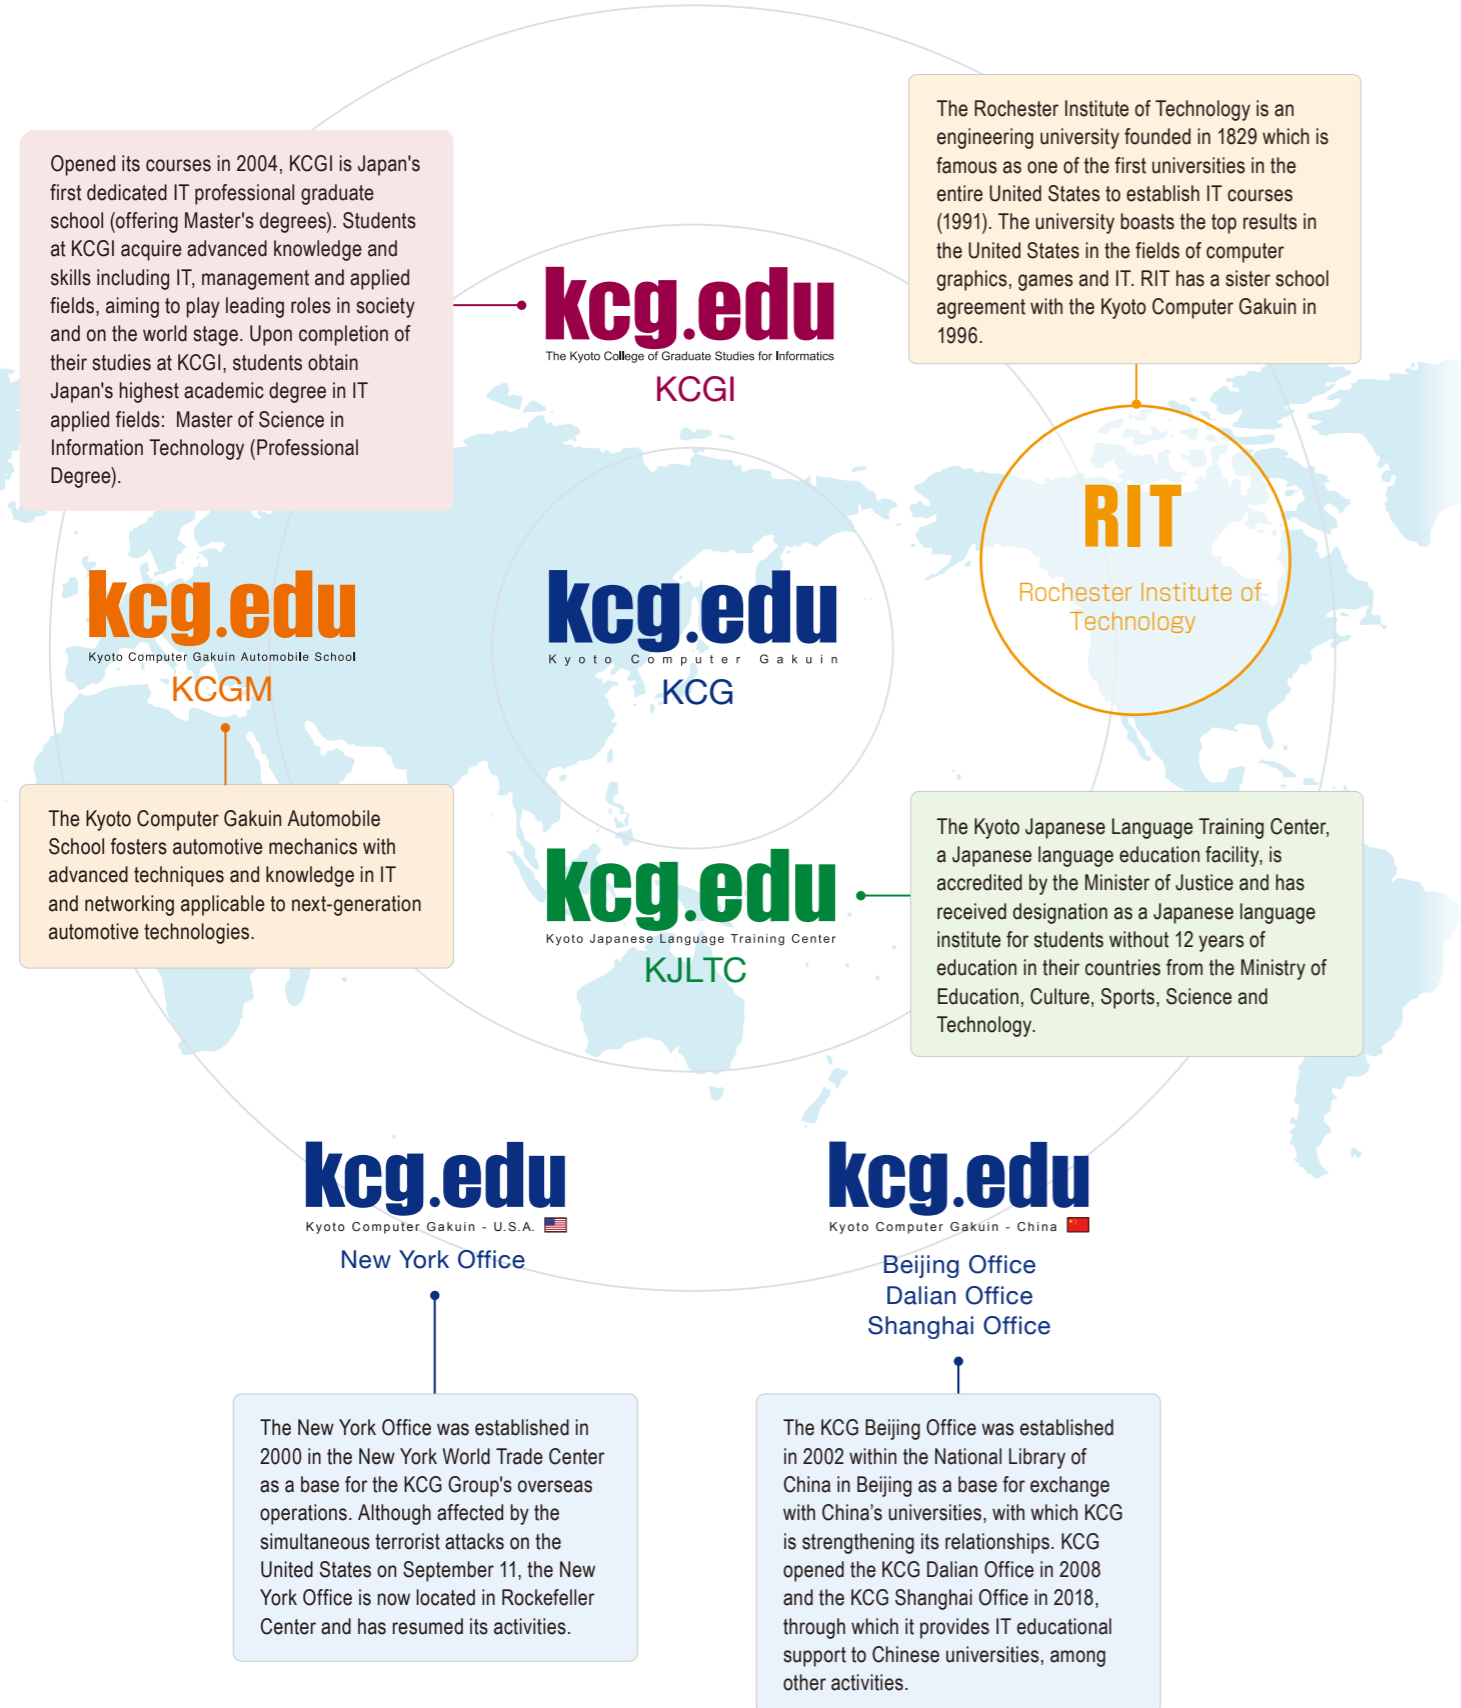 Opened its courses in 2004, KCGI is Japan's
first dedicated IT professional graduate
school (offering Master's degrees). Students
at KCGI acquire advanced knowledge and
skills including IT, management and applied
fields, aiming to play leading roles in society
and on the world stage. Upon completion of
their studies at KCGI, students obtain
Japan's highest academic degree in IT
applied fields: Master of Science in
Information Technology (Professional
Degree).
kcg.edu
The Kyoto College of Graduate Studies for Informatics
KCGI
The Rochester Institute of Technology is an
engineering university founded in 1829 which is
famous as one of the first universities in the
entire United States to establish IT courses
(1991). The university boasts the top results in
the United States in the fields of computer
graphics, games and IT. RIT has a sister school
agreement with the Kyoto Computer Gakuin in
1996.
RIT
Rochester Institute of
Technology
kcg.edu
Kyoto Computer Gakuin Automobile School
KCGM
kcg.edu
Kyoto Computer Gakuin
KCG
The Kyoto Computer Gakuin Automobile
School fosters automotive mechanics with
advanced techniques and knowledge in IT
and networking applicable to next-generation
automotive technologies.
kcg.edu
Kyoto Japanese Language Training Center
KJLTC
The Kyoto Japanese Language Training Center,
a Japanese language education facility, is
accredited by the Minister of Justice and has
received designation as a Japanese language
institute for students without 12 years of
education in their countries from the Ministry of
Education, Culture, Sports, Science and
Technology.
kcg.edu
Kyoto Computer Gakuin - U.S.A.
New York Office
kcg.edu
Kyoto Computer Gakuin - China
Beijing Office
Dalian Office
Shanghai Office
The New York Office was established in
2000 in the New York World Trade Center
as a base for the KCG Group's overseas
operations. Although affected by the
simultaneous terrorist attacks on the
United States on September 11, the New
York Office is now located in Rockefeller
Center and has resumed its activities.
The KCG Beijing Office was established
in 2002 within the National Library of
China in Beijing as a base for exchange
with China’s universities, with which KCG
is strengthening its relationships. KCG
opened the KCG Dalian Office in 2008
and the KCG Shanghai Office in 2018,
through which it provides IT educational
support to Chinese universities, among
other activities.